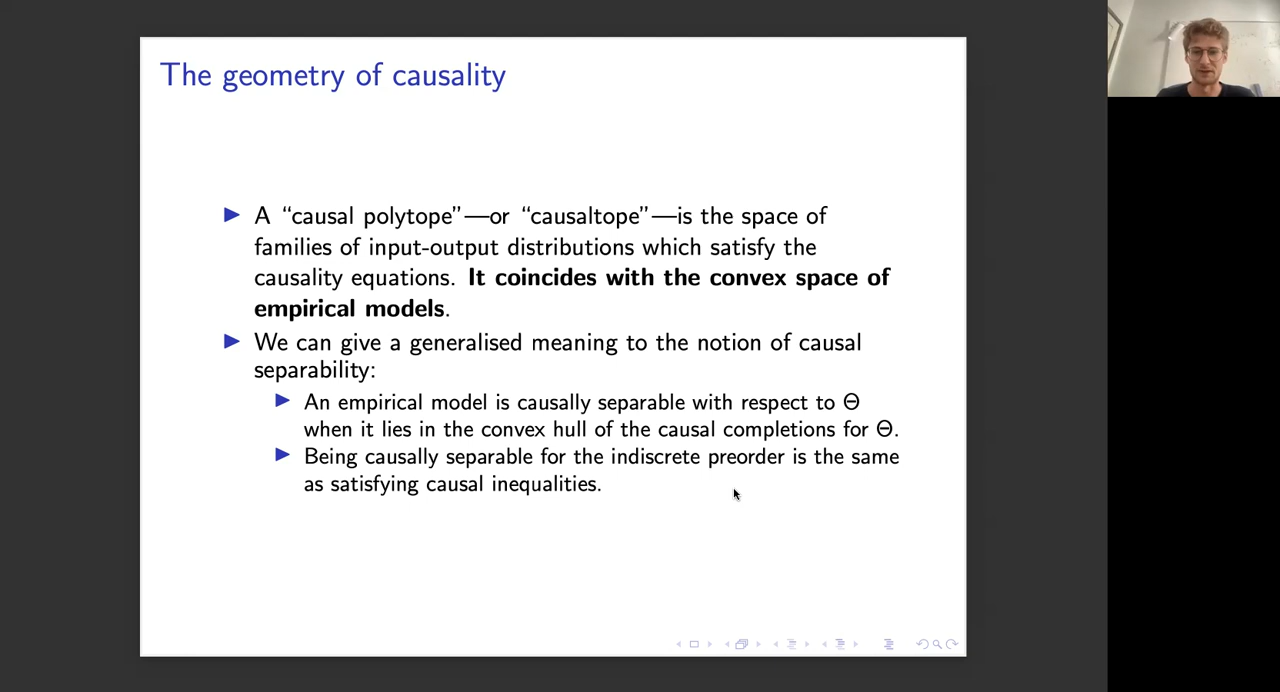 The geometry of causality
▶ A “causal polytope”—or “causaltope”—is the space of
families of input-output distributions which satisfy the
causality equations. It coincides with the convex space of
empirical models.
▶ We can give a generalised meaning to the notion of causal
separability:
▶ An empirical model is causally separable with respect to Θ
when it lies in the convex hull of the causal completions for Θ.
▶ Being causally separable for the indiscrete preorder is the same
as satisfying causal inequalities.